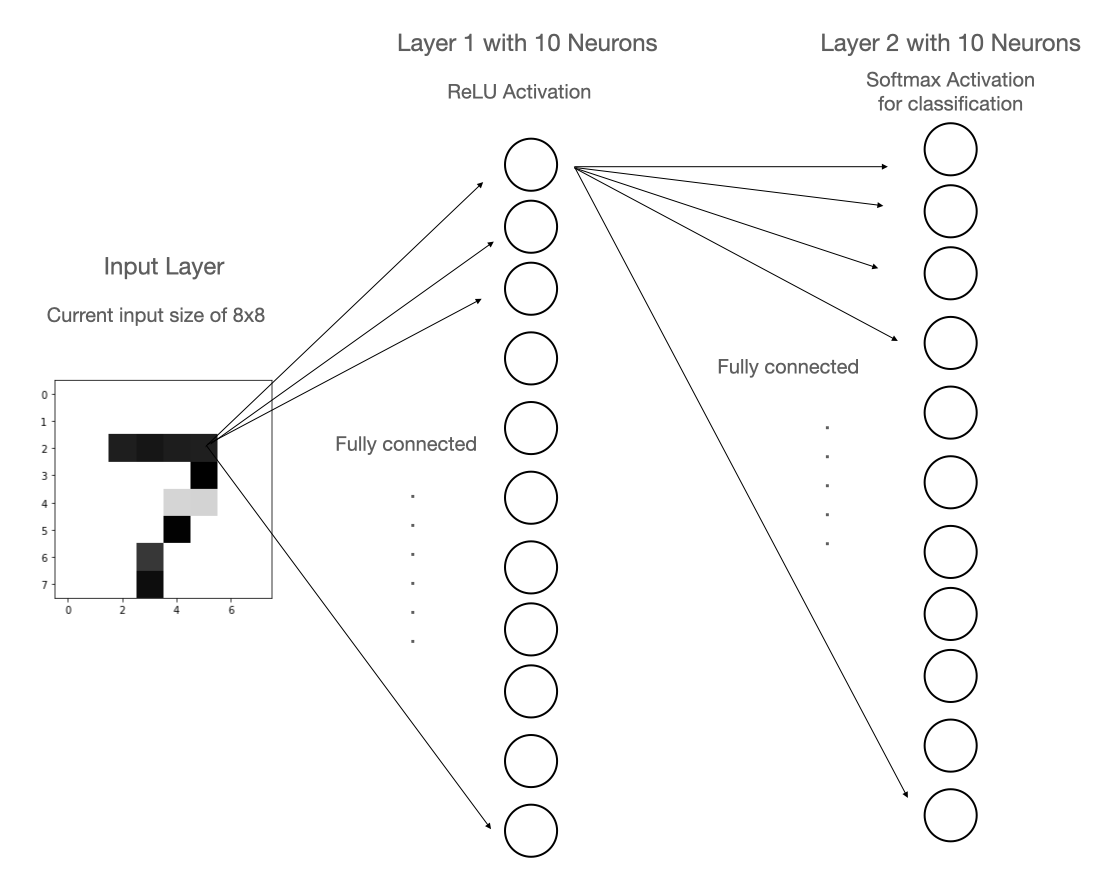 Layer 1 with 10 Neurons
Layer 2 with 10 Neurons
ReLU Activation
Softmax Activation
for classification
Input Layer
Current input size of 8x8
Fully connected
Fully connected
0
1
2
3
4
5
6
7
0 2 4 6